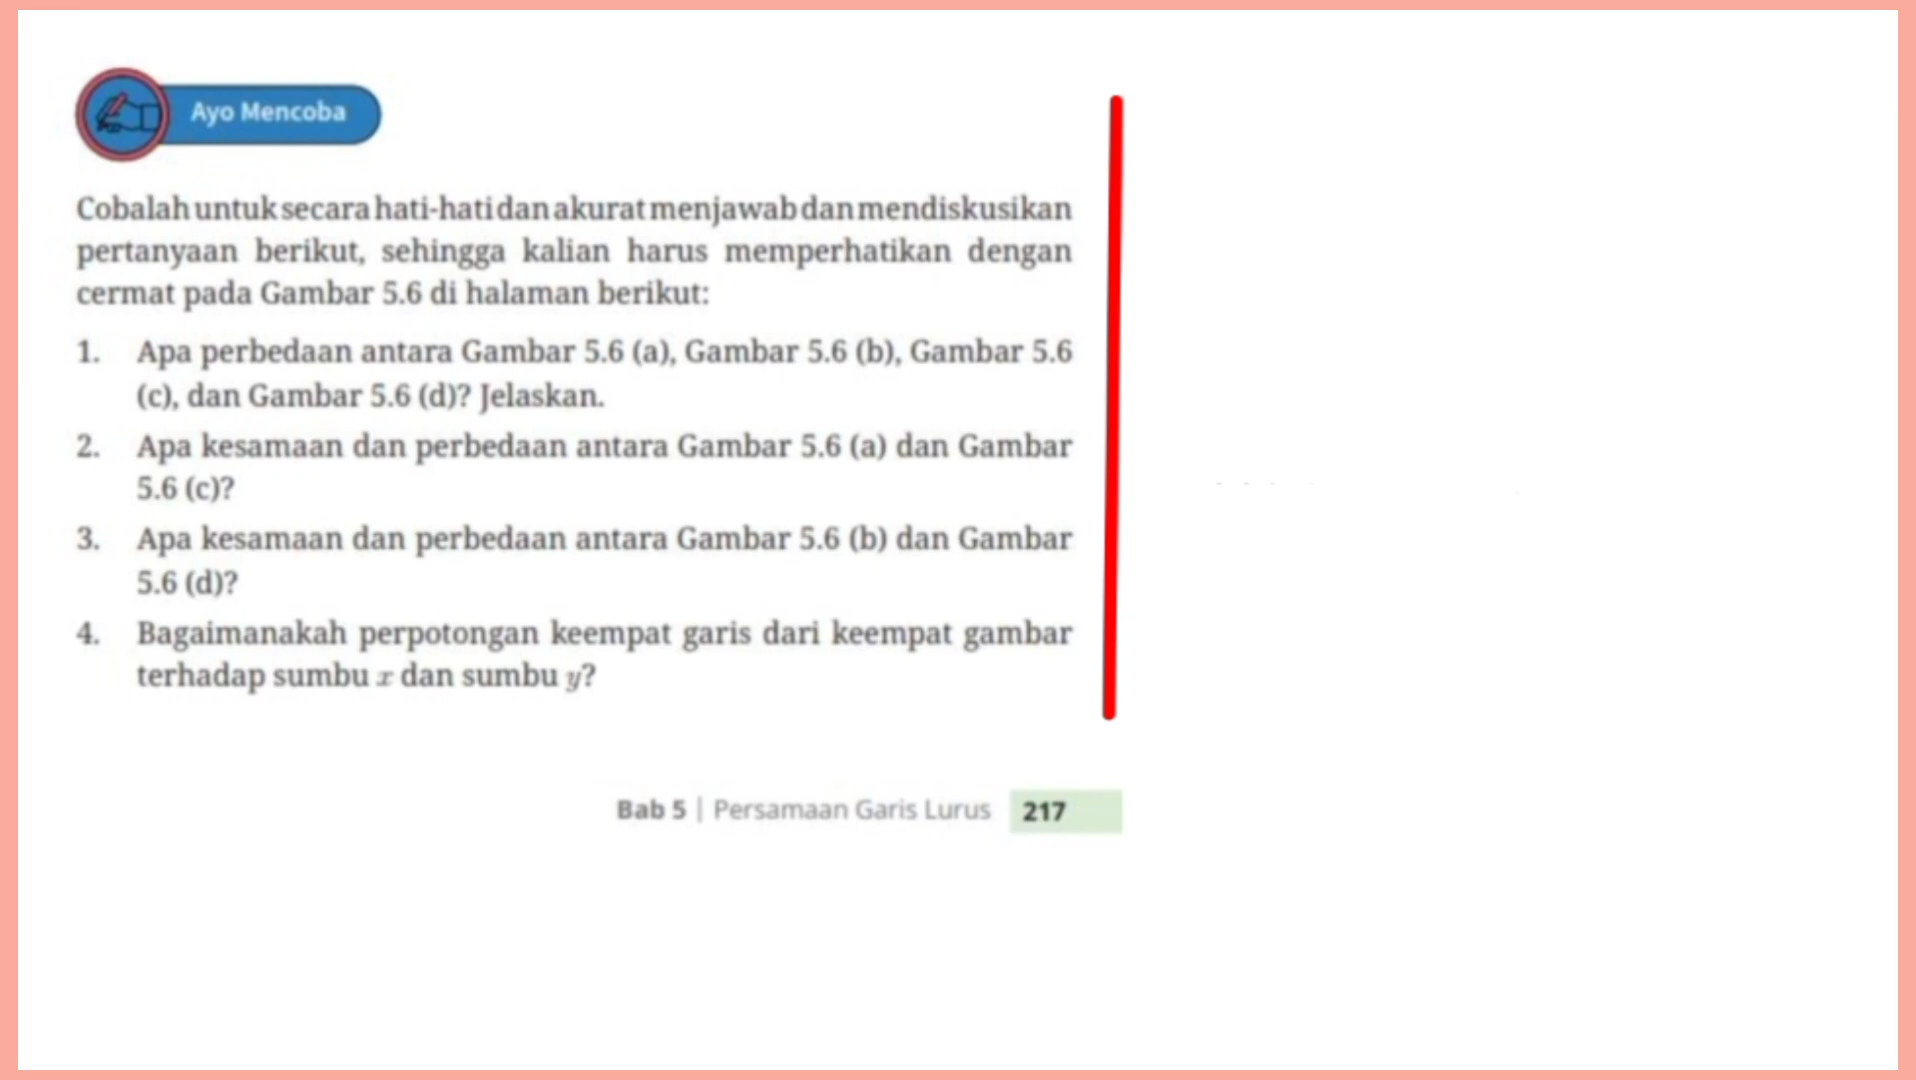 Ayo Mencoba
Cobalah untuk secara hati-hati dan akurat menjawab dan mendiskusikan
pertanyaan berikut, sehingga kalian harus memperhatikan dengan
cermat pada Gambar 5.6 di halaman berikut:
1. Apa perbedaan antara Gambar 5.6 (a), Gambar 5.6 (b), Gambar 5.6
(c), dan Gambar 5.6 (d)? Jelaskan.
2. Apa kesamaan dan perbedaan antara Gambar 5.6 (a) dan Gambar
5.6 (c)?
3. Apa kesamaan dan perbedaan antara Gambar 5.6 (b) dan Gambar
5.6 (d)?
4. Bagaimanakah perpotongan keempat garis dari keempat gambar
terhadap sumbu x dan sumbu y?
Bab 5 | Persamaan Garis Lurus 217